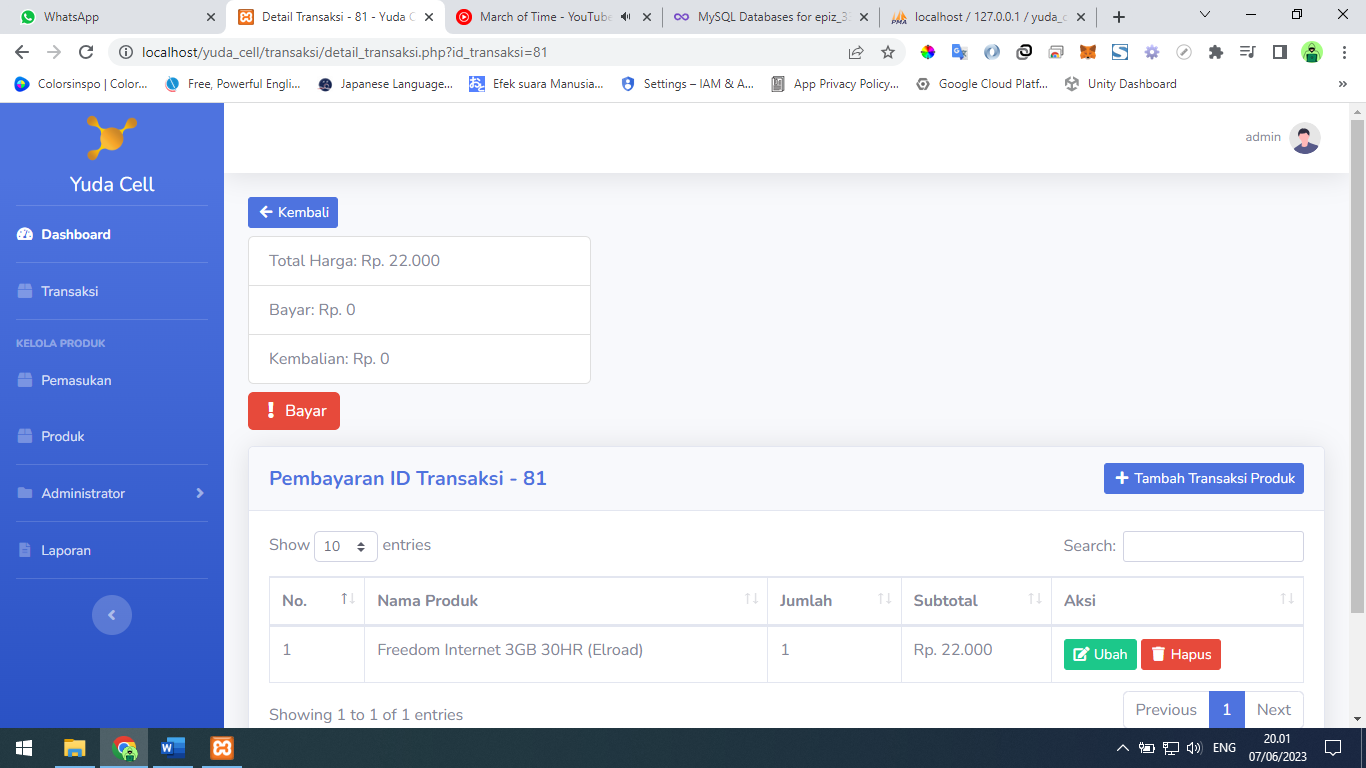 WhatsApp
Detail Transaksi - 81 - Yuda C
March of Time - YouTube
MySQL Databases for epiz_3
localhost / 127.0.0.1 / yuda_c
localhost/yuda_cell/transaksi/detail_transaksi.php?id_transaksi=81
Colorsinspo | Color...
Free, Powerful Engli...
Japanese Language...
Efek suara Manusia...
Settings – IAM & A...
App Privacy Policy...
Google Cloud Platf...
Unity Dashboard
»
Yuda Cell
Dashboard
Transaksi
KELOLA PRODUK
Pemasukan
Produk
Administrator
Laporan
admin
Kembali
Total Harga: Rp. 22.000
Bayar: Rp. 0
Kembalian: Rp. 0
Bayar
Pembayaran ID Transaksi - 81
Tambah Transaksi Produk
Show 10 entries
Search:
No. Nama Produk Jumlah Subtotal Aksi
1 Freedom Internet 3GB 30HR (Elroad) 1 Rp. 22.000 Ubah Hapus
Showing 1 to 1 of 1 entries
Previous 1 Next
ENG
20.01
07/06/2023